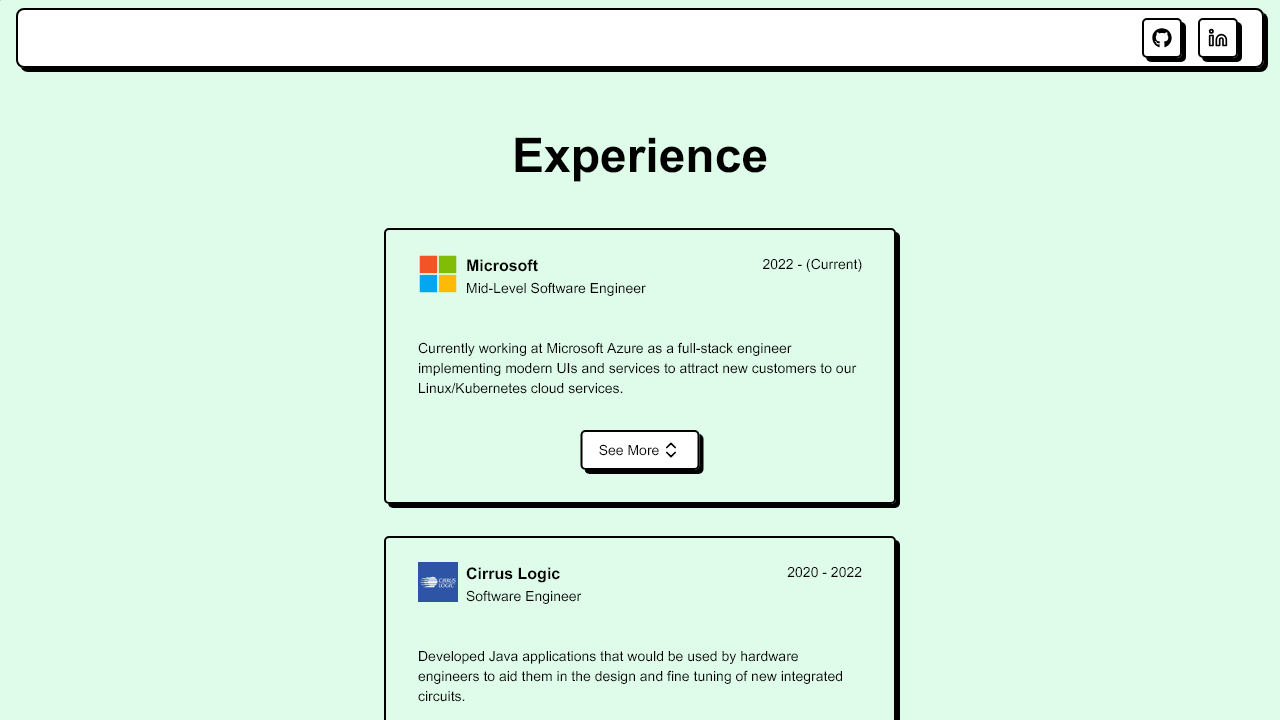 Experience
Microsoft
2022 - (Current)
Mid-Level Software Engineer
Currently working at Microsoft Azure as a full-stack engineer
implementing modern UIs and services to attract new customers to our
Linux/Kubernetes cloud services.
See More
CIRRUS
LOGIC
Cirrus Logic
2020 - 2022
Software Engineer
Developed Java applications that would be used by hardware
engineers to aid them in the design and fine tuning of new integrated
circuits.